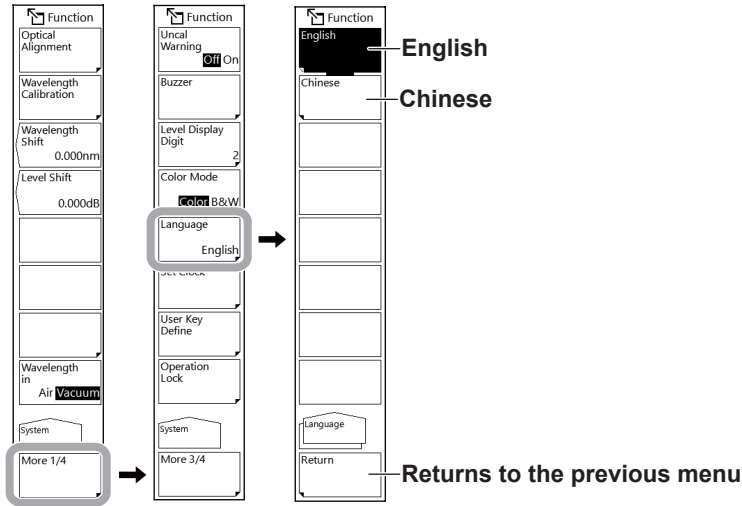 Function
Optical
Alignment
Wavelength
Calibration
Wavelength
Shift
0.000nm
Level Shift
0.000dB
Wavelength
in
Air Vacuum
System
More 1/4
Function
Uncal
Warning
Off On
Buzzer
Level Display
Digit
2
Color Mode
Color B&W
Language
English
Set Clock
User Key
Define
Operation
Lock
System
More 3/4
Function
English
Chinese
Language
Return
English
Chinese
Returns to the previous menu